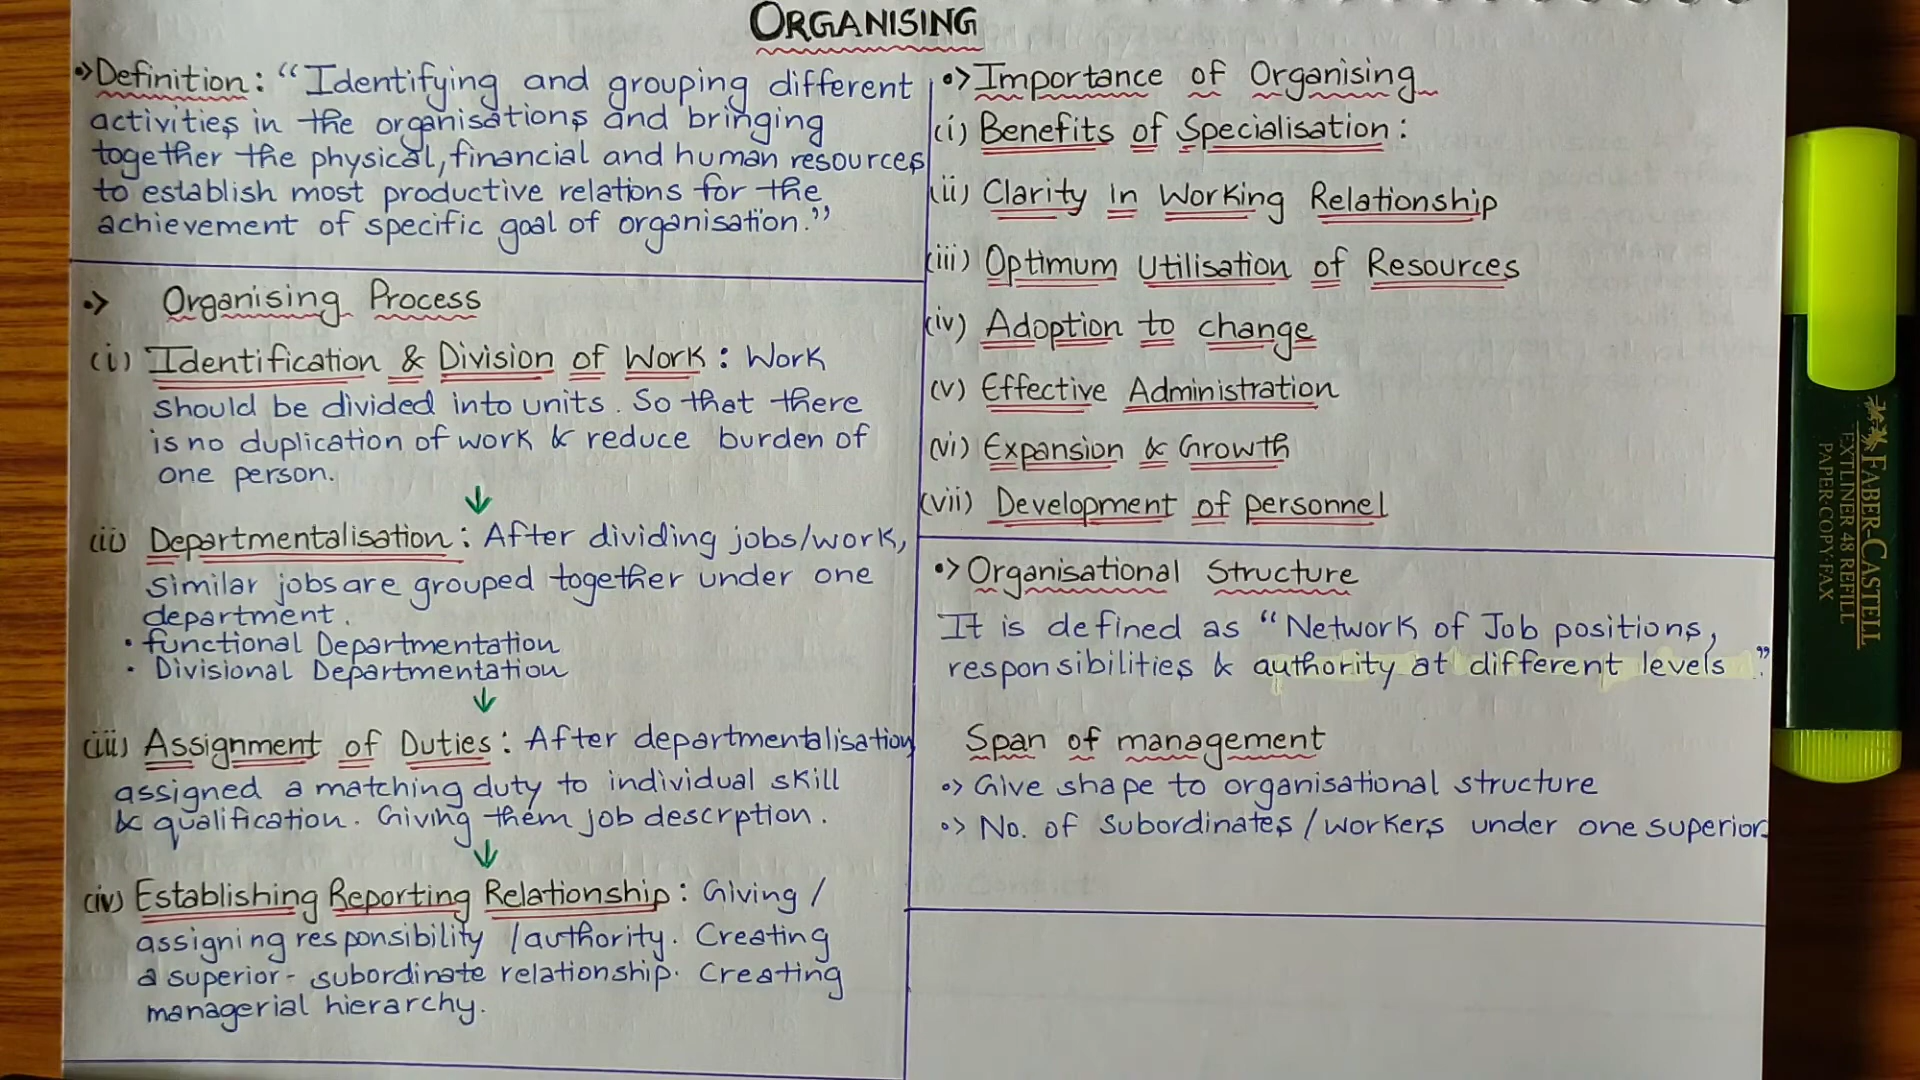 ORGANISING
Definition: "Identifying and grouping different
activities in the organisations and bringing
together the physical, financial and human resources
to establish most productive relations for the
achievement of specific goal of organisation."
Organising Process
(i) Identification & Division of Work: Work
should be divided into units. So that there
is no duplication of work & reduce burden of
one person.
(ii) Departmentalisation: After dividing jobs/work,
similar jobs are grouped together under one
department.
• functional Departmentation
• Divisional Departmentation
(iii) Assignment of Duties: After departmentalisation
assigned a matching duty to individual skill
& qualification. Giving them job descrption.
(iv) Establishing Reporting Relationship: Giving /
assigning responsibility /authority. Creating
a superior-subordinate relationship. Creating
managerial hierarchy.
Importance of Organising
(i) Benefits of Specialisation:
(ii) Clarity in Working Relationship
(iii) Optimum Utilisation of Resources
(iv) Adoption to change
(v) Effective Administration
(vi) Expansion & Growth
(vii) Development of personnel
Organisational Structure
It is defined as "Network of Job positions,
responsibilities & authority at different levels"
Span of management
Give shape to organisational structure
No. of Subordinates / workers under one superior
FABER-CASTELL
EXTLINER 48 REFILL
PAPER·COPY·FAX